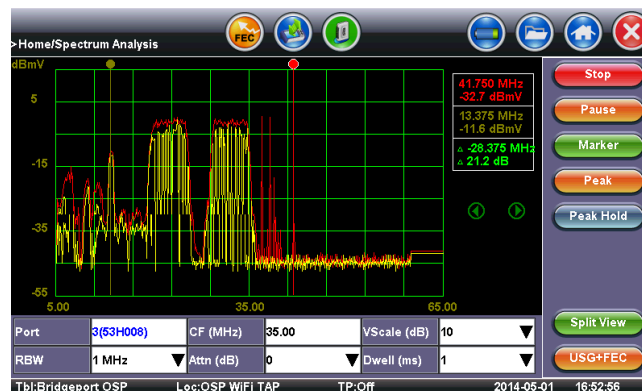 FEC
>Home/Spectrum Analysis
dBmV
5
-15
-35
-55
5.00 35.00 65.00
41.750 MHz
-32.7 dBmV
13.375 MHz
-11.6 dBmV
△ -28.375 MHz
△ 21.2 dB
Stop
Pause
Marker
Peak
Peak Hold
Split View
USG+FEC
Port 3(53H008) CF (MHz) 35.00 VScale (dB) 10
RBW 1 MHz Attn (dB) 0 Dwell (ms) 1
Tbl:Bridgeport OSP Loc:OSP WiFi TAP TP:Off 2014-05-01 16:52:56